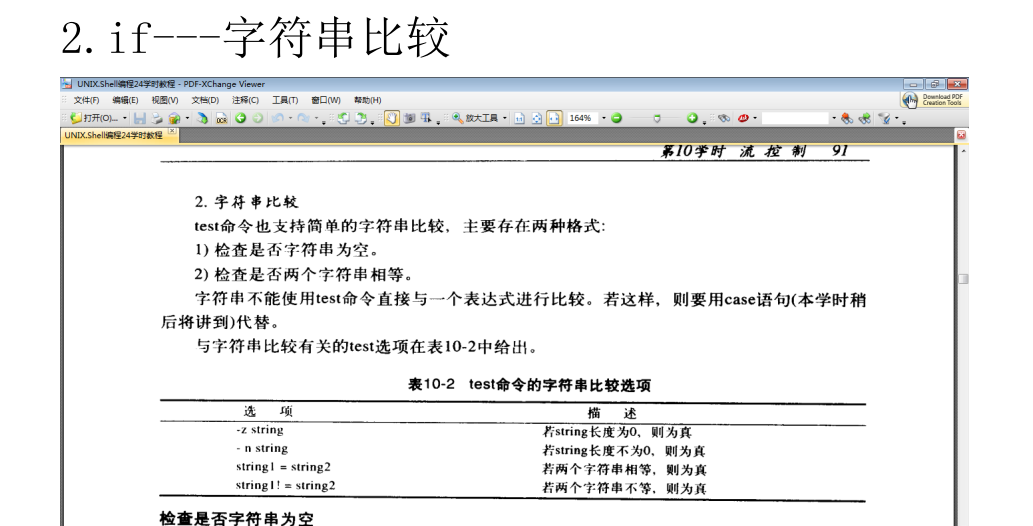 2.if---字符串比较
UNIX.Shell编程24学时教程 - PDF-XChange Viewer
文件(F) 编辑(E) 视图(V) 文档(D) 注释(C) 工具(T) 窗口(W) 帮助(H)
Download PDF
Creation Tools
打开(O)... OCR 放大工具 164%
UNIX.Shell编程24学时教程
第10学时 流 控 制 91
2. 字符串比较
test命令也支持简单的字符串比较，主要存在两种格式:
1) 检查是否字符串为空。
2) 检查是否两个字符串相等。
字符串不能使用test命令直接与一个表达式进行比较。若这样，则要用case语句(本学时稍
后将讲到)代替。
与字符串比较有关的test选项在表10-2中给出。
表10-2 test命令的字符串比较选项
选 项 描 述
-z string 若string长度为0，则为真
- n string 若string长度不为0，则为真
string1 = string2 若两个字符串相等，则为真
string1! = string2 若两个字符串不等，则为真
检查是否字符串为空